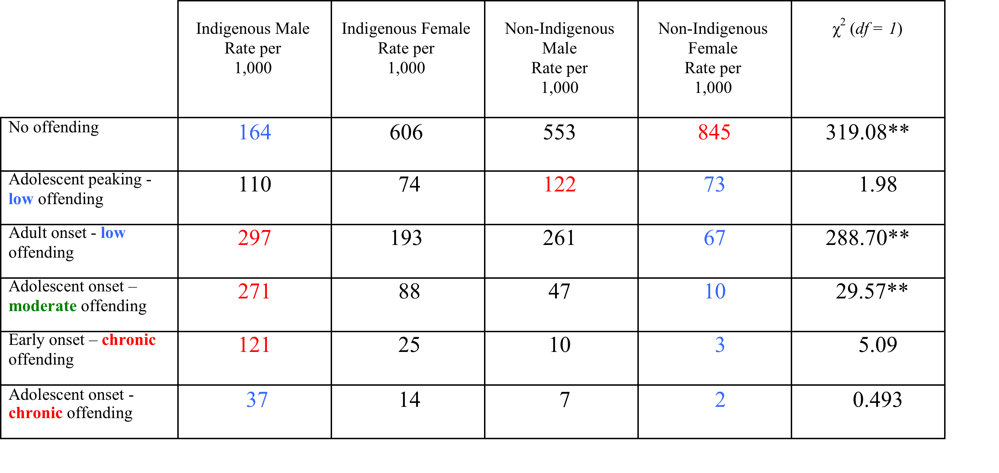 Indigenous Male
Rate per
1,000
Indigenous Female
Rate per
1,000
Non-Indigenous
Male
Rate per
1,000
Non-Indigenous
Female
Rate per
1,000
χ² (df = 1)
No offending
164
606
553
845
319.08**
Adolescent peaking -
low offending
110
74
122
73
1.98
Adult onset - low
offending
297
193
261
67
288.70**
Adolescent onset –
moderate offending
271
88
47
10
29.57**
Early onset – chronic
offending
121
25
10
3
5.09
Adolescent onset -
chronic offending
37
14
7
2
0.493